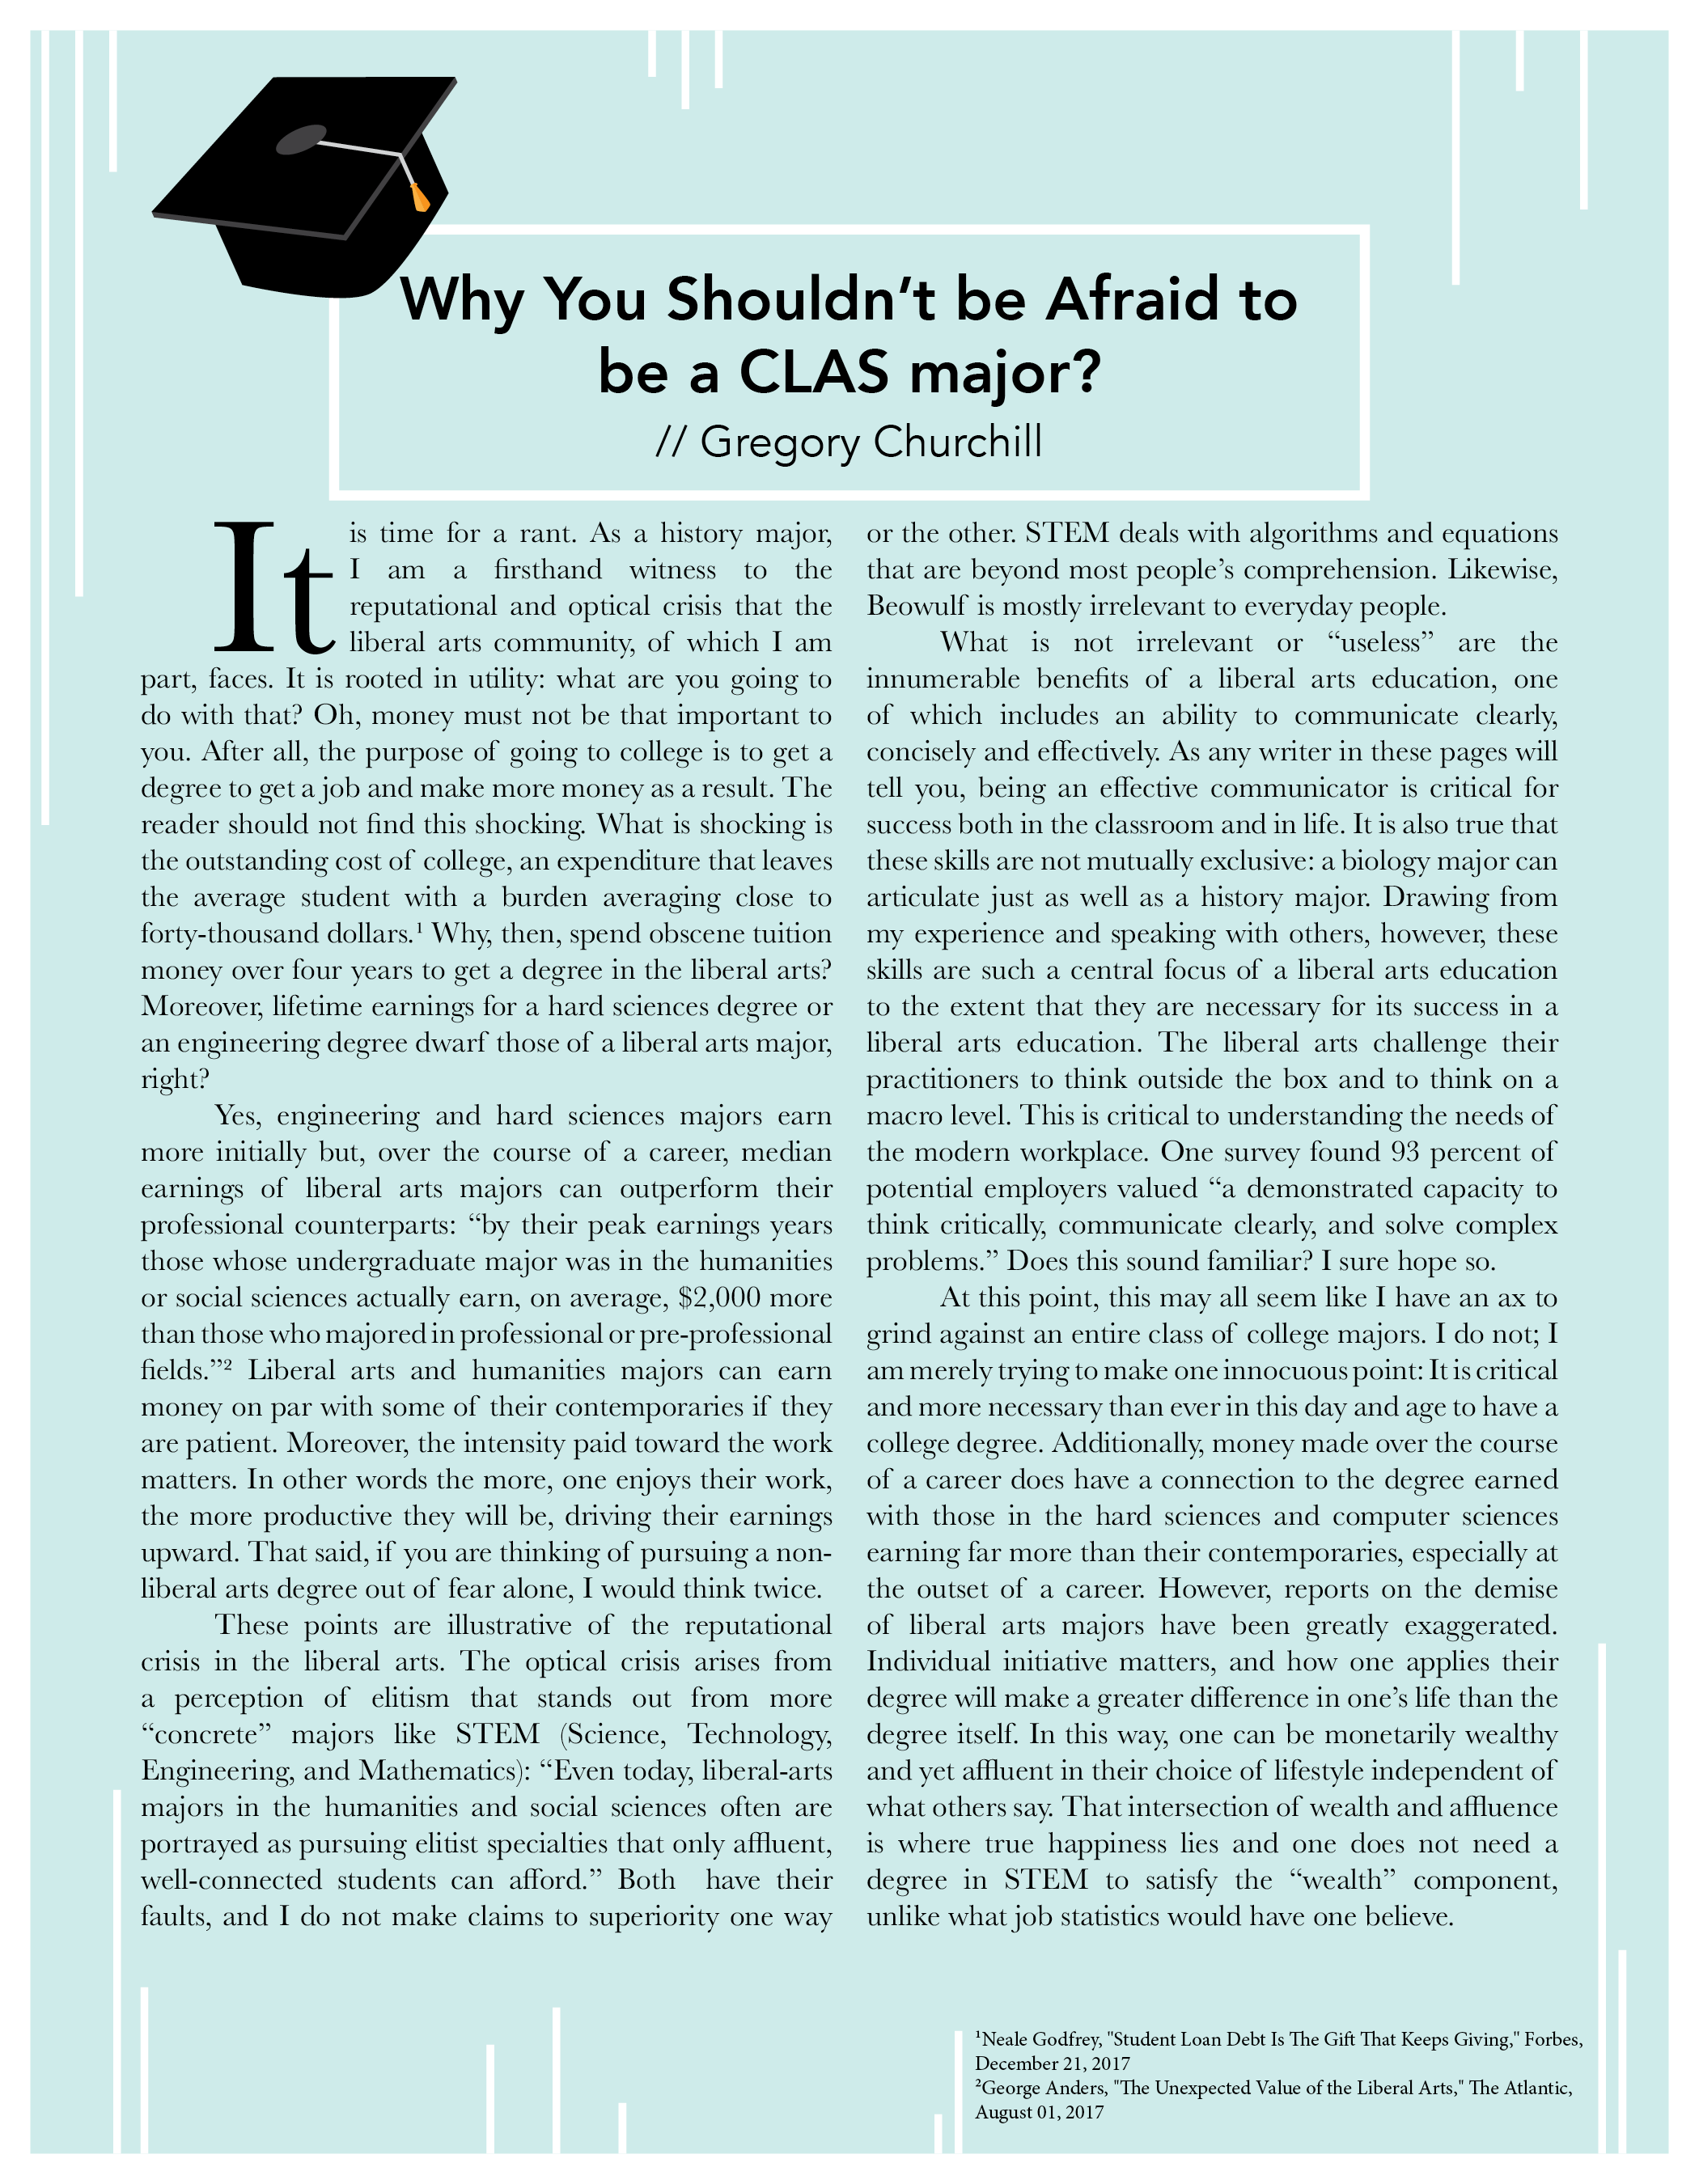 Why You Shouldn’t be Afraid to
be a CLAS major?
// Gregory Churchill
It is time for a rant. As a history major,
I am a firsthand witness to the
reputational and optical crisis that the
liberal arts community, of which I am
part, faces. It is rooted in utility: what are you going to
do with that? Oh, money must not be that important to
you. After all, the purpose of going to college is to get a
degree to get a job and make more money as a result. The
reader should not find this shocking. What is shocking is
the outstanding cost of college, an expenditure that leaves
the average student with a burden averaging close to
forty-thousand dollars.¹ Why, then, spend obscene tuition
money over four years to get a degree in the liberal arts?
Moreover, lifetime earnings for a hard sciences degree or
an engineering degree dwarf those of a liberal arts major,
right?
Yes, engineering and hard sciences majors earn
more initially but, over the course of a career, median
earnings of liberal arts majors can outperform their
professional counterparts: “by their peak earnings years
those whose undergraduate major was in the humanities
or social sciences actually earn, on average, $2,000 more
than those who majored in professional or pre-professional
fields.”² Liberal arts and humanities majors can earn
money on par with some of their contemporaries if they
are patient. Moreover, the intensity paid toward the work
matters. In other words the more, one enjoys their work,
the more productive they will be, driving their earnings
upward. That said, if you are thinking of pursuing a non-
liberal arts degree out of fear alone, I would think twice.
These points are illustrative of the reputational
crisis in the liberal arts. The optical crisis arises from
a perception of elitism that stands out from more
“concrete” majors like STEM (Science, Technology,
Engineering, and Mathematics): “Even today, liberal-arts
majors in the humanities and social sciences often are
portrayed as pursuing elitist specialties that only affluent,
well-connected students can afford.” Both have their
faults, and I do not make claims to superiority one way
or the other. STEM deals with algorithms and equations
that are beyond most people’s comprehension. Likewise,
Beowulf is mostly irrelevant to everyday people.
What is not irrelevant or “useless” are the
innumerable benefits of a liberal arts education, one
of which includes an ability to communicate clearly,
concisely and effectively. As any writer in these pages will
tell you, being an effective communicator is critical for
success both in the classroom and in life. It is also true that
these skills are not mutually exclusive: a biology major can
articulate just as well as a history major. Drawing from
my experience and speaking with others, however, these
skills are such a central focus of a liberal arts education
to the extent that they are necessary for its success in a
liberal arts education. The liberal arts challenge their
practitioners to think outside the box and to think on a
macro level. This is critical to understanding the needs of
the modern workplace. One survey found 93 percent of
potential employers valued “a demonstrated capacity to
think critically, communicate clearly, and solve complex
problems.” Does this sound familiar? I sure hope so.
At this point, this may all seem like I have an ax to
grind against an entire class of college majors. I do not; I
am merely trying to make one innocuous point: It is critical
and more necessary than ever in this day and age to have a
college degree. Additionally, money made over the course
of a career does have a connection to the degree earned
with those in the hard sciences and computer sciences
earning far more than their contemporaries, especially at
the outset of a career. However, reports on the demise
of liberal arts majors have been greatly exaggerated.
Individual initiative matters, and how one applies their
degree will make a greater difference in one’s life than the
degree itself. In this way, one can be monetarily wealthy
and yet affluent in their choice of lifestyle independent of
what others say. That intersection of wealth and affluence
is where true happiness lies and one does not need a
degree in STEM to satisfy the “wealth” component,
unlike what job statistics would have one believe.
¹Neale Godfrey, "Student Loan Debt Is The Gift That Keeps Giving," Forbes,
December 21, 2017
²George Anders, "The Unexpected Value of the Liberal Arts," The Atlantic,
August 01, 2017